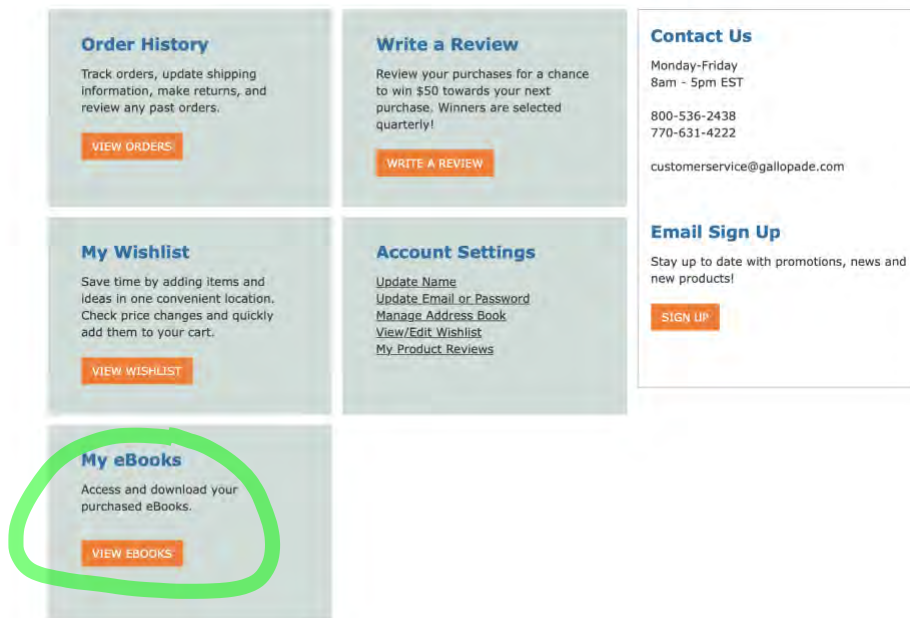 Order History
Track orders, update shipping
information, make returns, and
review any past orders.
VIEW ORDERS
Write a Review
Review your purchases for a chance
to win $50 towards your next
purchase. Winners are selected
quarterly!
WRITE A REVIEW
Contact Us
Monday-Friday
8am - 5pm EST
800-536-2438
770-631-4222
customerservice@gallopade.com
Email Sign Up
Stay up to date with promotions, news and
new products!
SIGN UP
My Wishlist
Save time by adding items and
ideas in one convenient location.
Check price changes and quickly
add them to your cart.
VIEW WISHLIST
Account Settings
Update Name
Update Email or Password
Manage Address Book
View/Edit Wishlist
My Product Reviews
My eBooks
Access and download your
purchased eBooks.
VIEW EBOOKS